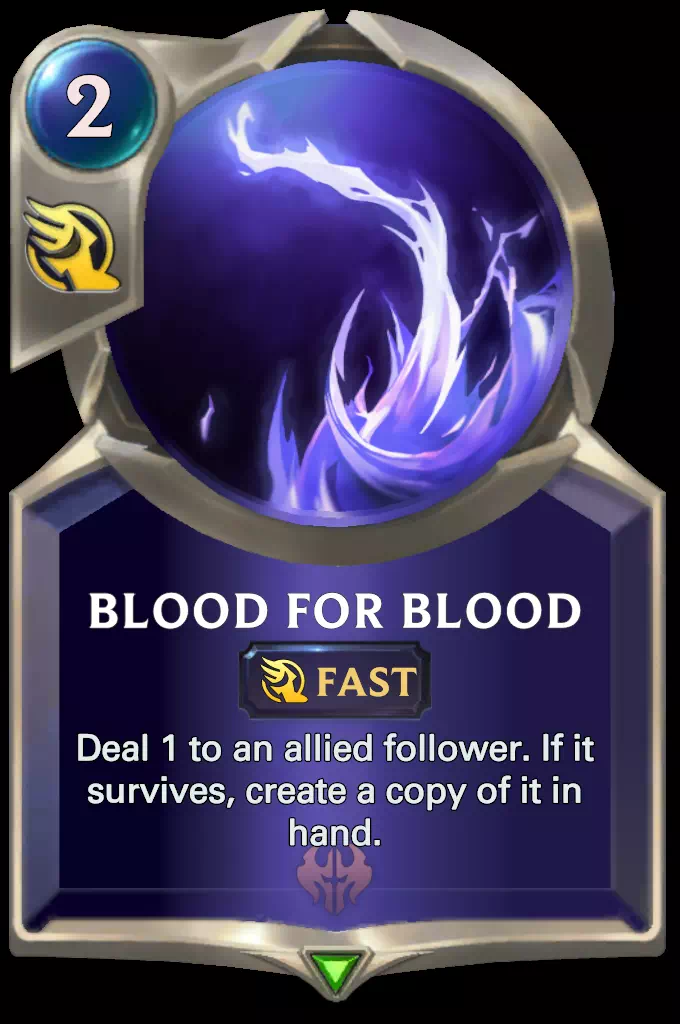 2
BLOOD FOR BLOOD
FAST
Deal 1 to an allied follower. If it
survives, create a copy of it in
hand.